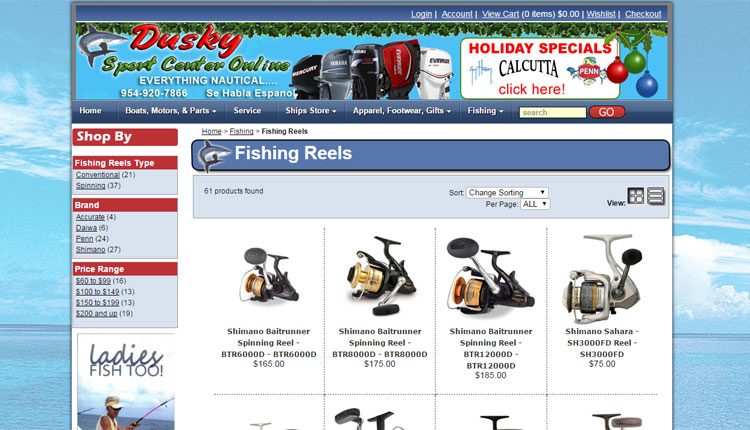 Login | Account | View Cart (0 items) $0.00 | Wishlist | Checkout
Dusky
Sport Center Online
EVERYTHING NAUTICAL....
954-920-7866 Se Habla Espanol
MERCURY
YAMAHA
EVINRUDE
HOLIDAY SPECIALS
CALCUTTA
PENN
click here!
Home
Boats, Motors, & Parts
Service
Ships Store
Apparel, Footwear, Gifts
Fishing
search
GO
Shop By
Fishing Reels Type
Conventional (21)
Spinning (37)
Brand
Accurate (4)
Daiwa (6)
Penn (24)
Shimano (27)
Price Range
$60 to $99 (16)
$100 to $149 (13)
$150 to $199 (13)
$200 and up (19)
ladies
FISH TOO!
Home > Fishing > Fishing Reels
Fishing Reels
61 products found
Sort: Change Sorting
Per Page: ALL
View:
Shimano Baitrunner
Spinning Reel -
BTR6000D - BTR6000D
$165.00
Shimano Baitrunner
Spinning Reel -
BTR8000D - BTR8000D
$175.00
Shimano Baitrunner
Spinning Reel -
BTR12000D -
BTR12000D
$185.00
Shimano Sahara -
SH3000FD Reel -
SH3000FD
$75.00